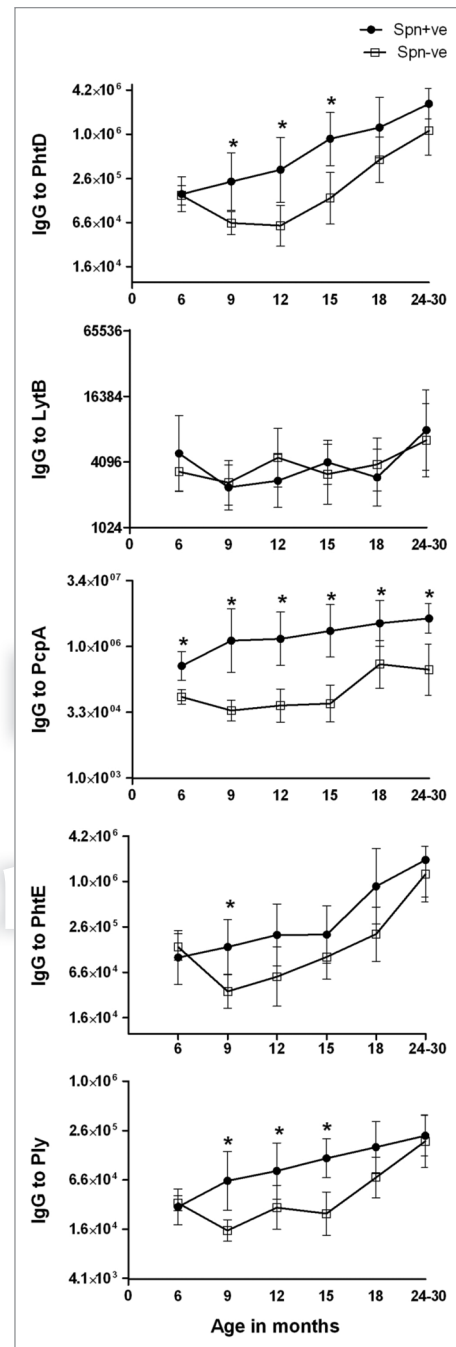 Spn+ve
Spn-ve
IgG to PhtD
4.2×10⁶
*
*
*
1.0×10⁶
2.6×10⁵
6.6×10⁴
1.6×10⁴
0 6 9 12 15 18 24-30
IgG to LytB
65536
16384
4096
1024
0 6 9 12 15 18 24-30
IgG to PcpA
3.4×10⁰⁷
* * * * * *
1.0×10⁰⁶
3.3×10⁰⁴
1.0×10⁰³
0 6 9 12 15 18 24-30
IgG to PhtE
4.2×10⁶
1.0×10⁶
*
2.6×10⁵
6.6×10⁴
1.6×10⁴
0 6 9 12 15 18 24-30
IgG to Ply
1.0×10⁶
2.6×10⁵
* * *
6.6×10⁴
1.6×10⁴
4.1×10³
0 6 9 12 15 18 24-30
Age in months